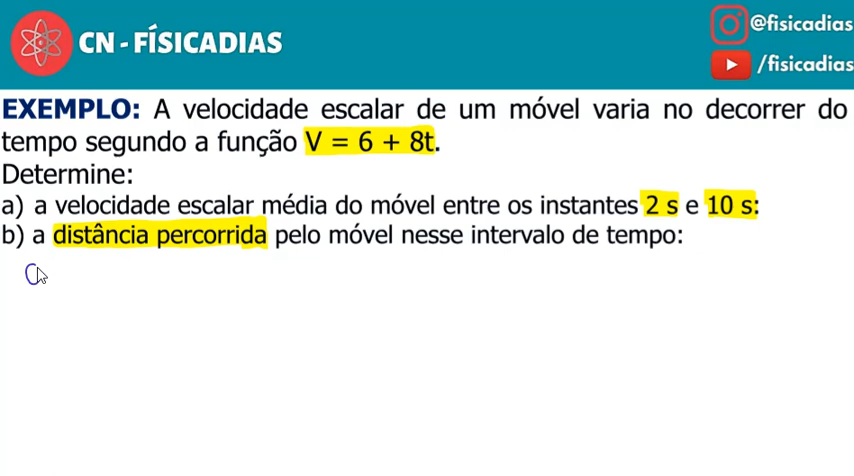 CN - FÍSICADIAS
@fisicadias
/fisicadias
EXEMPLO: A velocidade escalar de um móvel varia no decorrer do
tempo segundo a função V = 6 + 8t.
Determine:
a) a velocidade escalar média do móvel entre os instantes 2 s e 10 s:
b) a distância percorrida pelo móvel nesse intervalo de tempo: